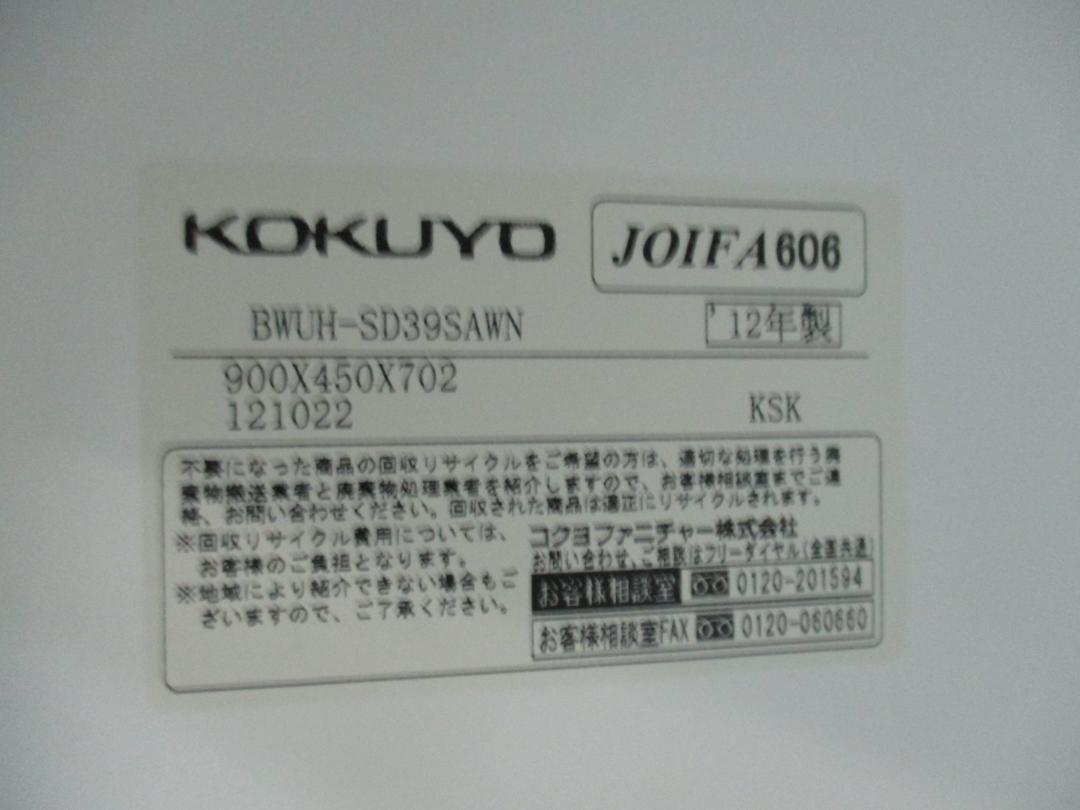 KOKUYO
JOIFA606
BWUH-SD39SAWN
'12年製
900X450X702
121022
KSK
不要になった商品の回収リサイクルをご希望の方は、適切な処理を行う廃
棄物搬送業者と廃棄物処理業者を紹介しますので、お客様相談室までご連
絡、お問い合わせください。回収された商品は適正にリサイクルされます。
※回収リサイクル費用については、
お客様のご負担となります。
※地域により紹介できない場合もご
ざいますので、ご了承ください。
コクヨファニチャー株式会社
お問い合わせ、ご相談はフリーダイヤル(全国共通)
お客様相談室 0120-201594
お客様相談室FAX 0120-060660